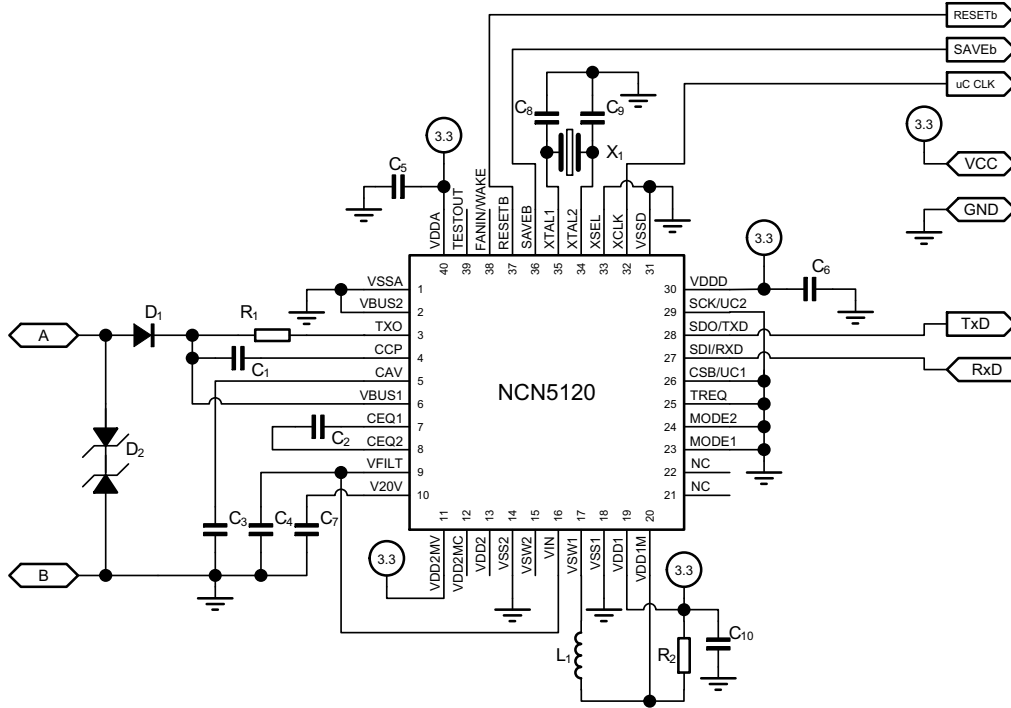 RESETb
SAVEb
uC CLK
C8
C9
X1
3.3
VCC
GND
3.3
C5
VDDA
TESTOUT
FANIN/WAKE
RESETB
SAVEB
XTAL1
XTAL2
XSEL
XCLK
VSSD
40
39
38
37
36
35
34
33
32
31
3.3
C6
VSSA
1
30
VDDD
VBUS2
2
29
SCK/UC2
A
D1
R1
TXO
3
28
SDO/TXD
TxD
C1
CCP
4
27
SDI/RXD
RxD
CAV
5
26
CSB/UC1
NCN5120
VBUS1
6
25
TREQ
C2
CEQ1
7
24
MODE2
D2
CEQ2
8
23
MODE1
VFILT
9
22
NC
V20V
10
21
NC
11
12
13
14
15
16
17
18
19
20
C3
C4
C7
VDD2MV
VDD2MC
VDD2
VSS2
VSW2
VIN
VSW1
VSS1
VDD1
VDD1M
3.3
3.3
B
L1
R2
C10